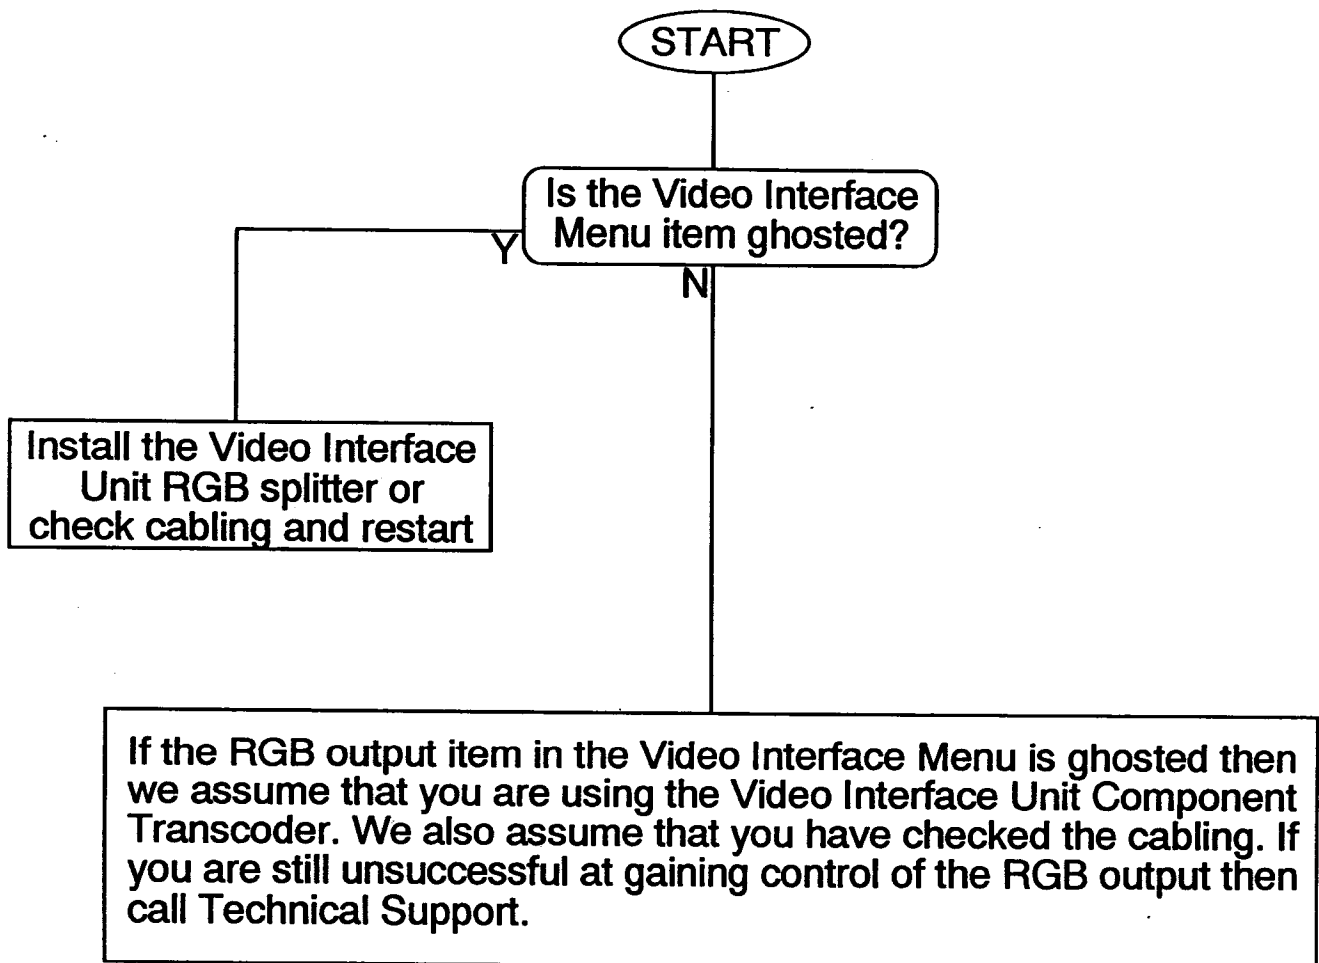 START
Is the Video Interface
Menu item ghosted?
Y
N
Install the Video Interface
Unit RGB splitter or
check cabling and restart
If the RGB output item in the Video Interface Menu is ghosted then
we assume that you are using the Video Interface Unit Component
Transcoder. We also assume that you have checked the cabling. If
you are still unsuccessful at gaining control of the RGB output then
call Technical Support.